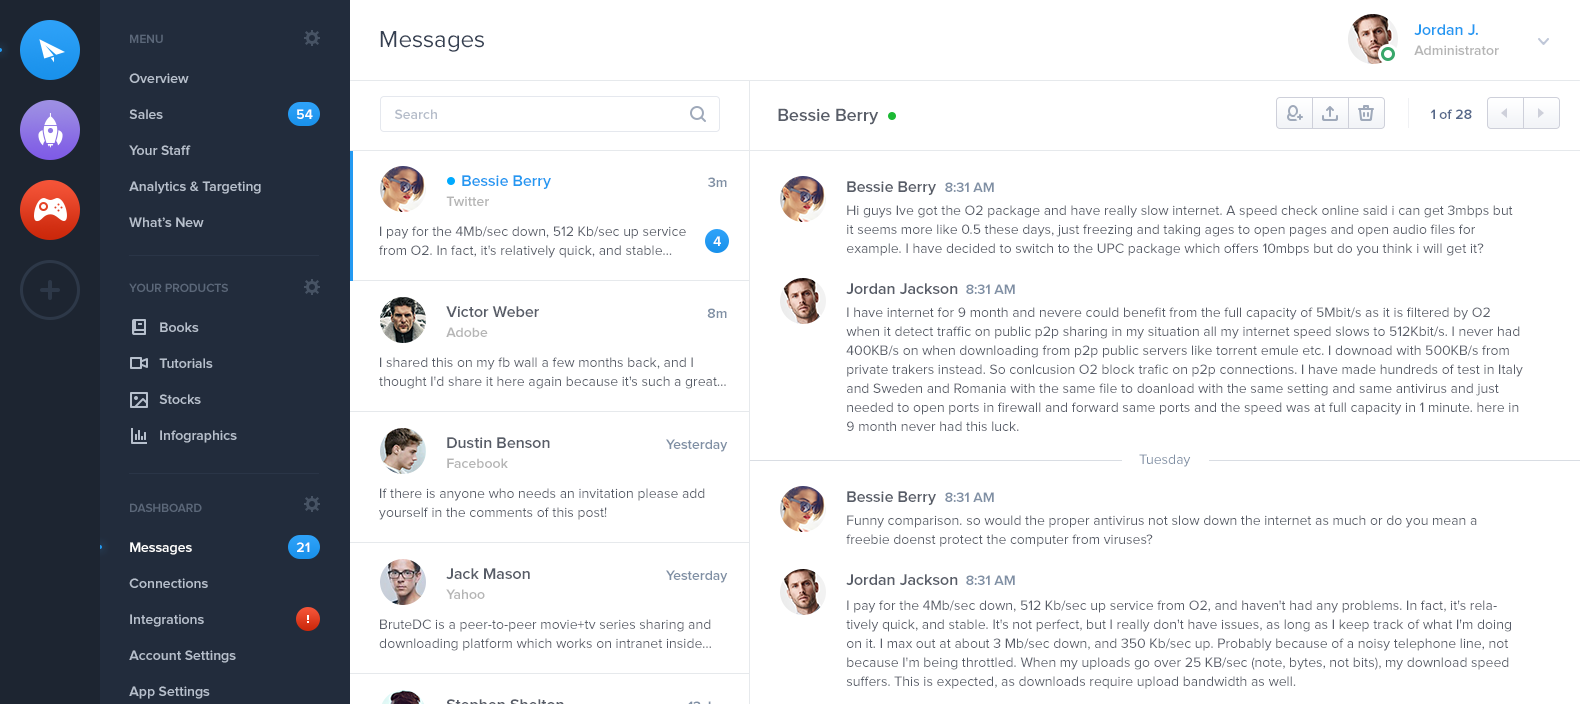 MENU
Overview
Sales 54
Your Staff
Analytics & Targeting
What's New
YOUR PRODUCTS
Books
Tutorials
Stocks
Infographics
DASHBOARD
Messages 21
Connections
Integrations !
Account Settings
App Settings
Messages
Jordan J.
Administrator
Search
Bessie Berry 3m
Twitter
I pay for the 4Mb/sec down, 512 Kb/sec up service
from O2. In fact, it's relatively quick, and stable...
4
Victor Weber 8m
Adobe
I shared this on my fb wall a few months back, and I
thought I'd share it here again because it's such a great...
Dustin Benson Yesterday
Facebook
If there is anyone who needs an invitation please add
yourself in the comments of this post!
Jack Mason Yesterday
Yahoo
BruteDC is a peer-to-peer movie+tv series sharing and
downloading platform which works on intranet inside...
Stephen Shelton
Bessie Berry
1 of 28
Bessie Berry 8:31 AM
Hi guys Ive got the O2 package and have really slow internet. A speed check online said i can get 3mbps but
it seems more like 0.5 these days, just freezing and taking ages to open pages and open audio files for
example. I have decided to switch to the UPC package which offers 10mbps but do you think i will get it?
Jordan Jackson 8:31 AM
I have internet for 9 month and nevere could benefit from the full capacity of 5Mbit/s as it is filtered by O2
when it detect traffic on public p2p sharing in my situation all my internet speed slows to 512Kbit/s. I never had
400KB/s on when downloading from p2p public servers like torrent emule etc. I downoad with 500KB/s from
private trakers instead. So conlcusion O2 block trafic on p2p connections. I have made hundreds of test in Italy
and Sweden and Romania with the same file to doanload with the same setting and same antivirus and just
needed to open ports in firewall and forward same ports and the speed was at full capacity in 1 minute. here in
9 month never had this luck.
Tuesday
Bessie Berry 8:31 AM
Funny comparison. so would the proper antivirus not slow down the internet as much or do you mean a
freebie doenst protect the computer from viruses?
Jordan Jackson 8:31 AM
I pay for the 4Mb/sec down, 512 Kb/sec up service from O2, and haven't had any problems. In fact, it's rela-
tively quick, and stable. It's not perfect, but I really don't have issues, as long as I keep track of what I'm doing
on it. I max out at about 3 Mb/sec down, and 350 Kb/sec up. Probably because of a noisy telephone line, not
because I'm being throttled. When my uploads go over 25 KB/sec (note, bytes, not bits), my download speed
suffers. This is expected, as downloads require upload bandwidth as well.